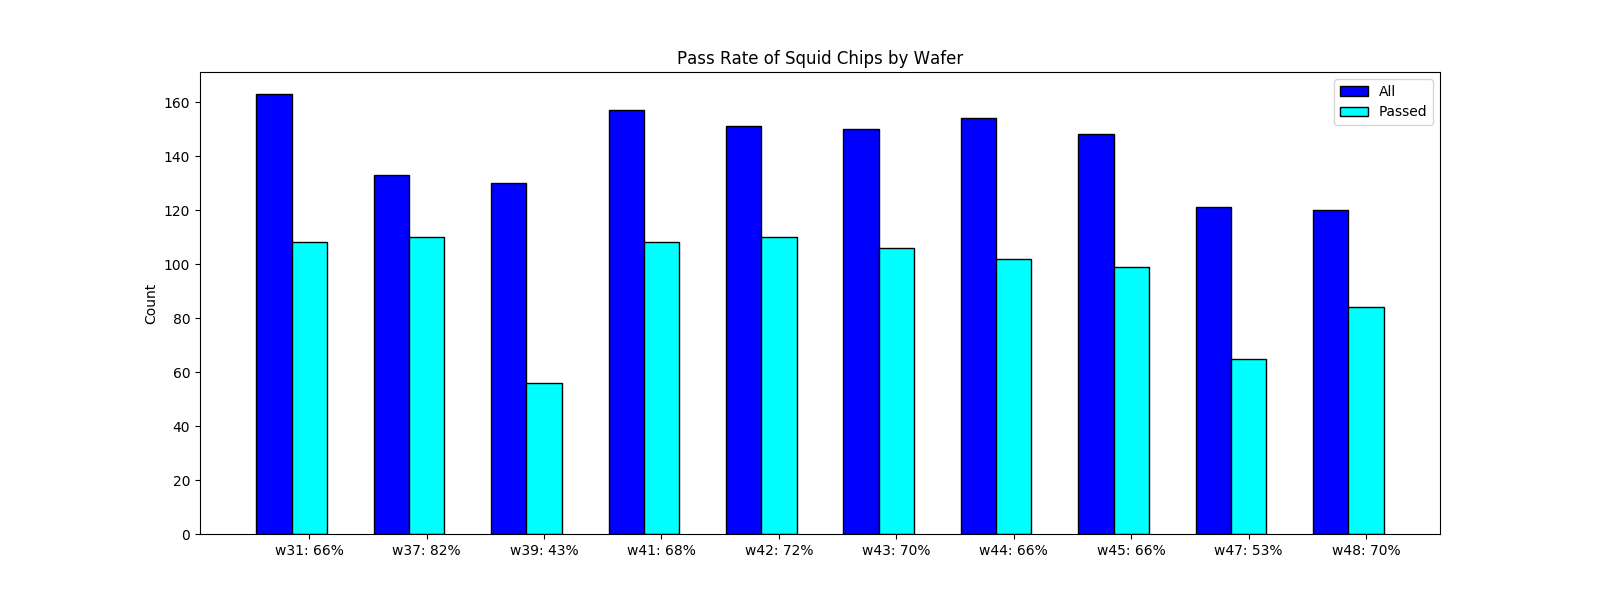 Pass Rate of Squid Chips by Wafer
All
Passed
Count
160
140
120
100
80
60
40
20
0
w31: 66% w37: 82% w39: 43% w41: 68% w42: 72% w43: 70% w44: 66% w45: 66% w47: 53% w48: 70%